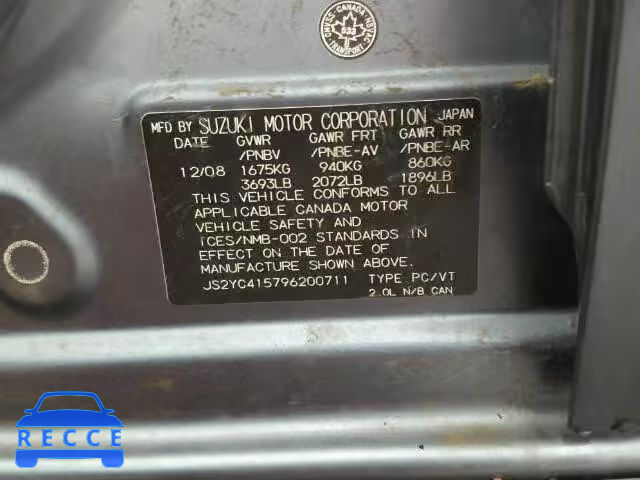 CANADA
533
TRANSPORT
MFD BY SUZUKI MOTOR CORPORATION JAPAN
DATE GVWR GAWR FRT GAWR RR
/PNBV /PNBE-AV /PNBE-AR
12/08 1675KG 940KG 860KG
3693LB 2072LB 1896LB
THIS VEHICLE CONFORMS TO ALL
APPLICABLE CANADA MOTOR
VEHICLE SAFETY AND
ICES/NMB-002 STANDARDS IN
EFFECT ON THE DATE OF
MANUFACTURE SHOWN ABOVE.
JS2YC415796200711 TYPE PC/VT
2.0L N/B CAN
RECCE